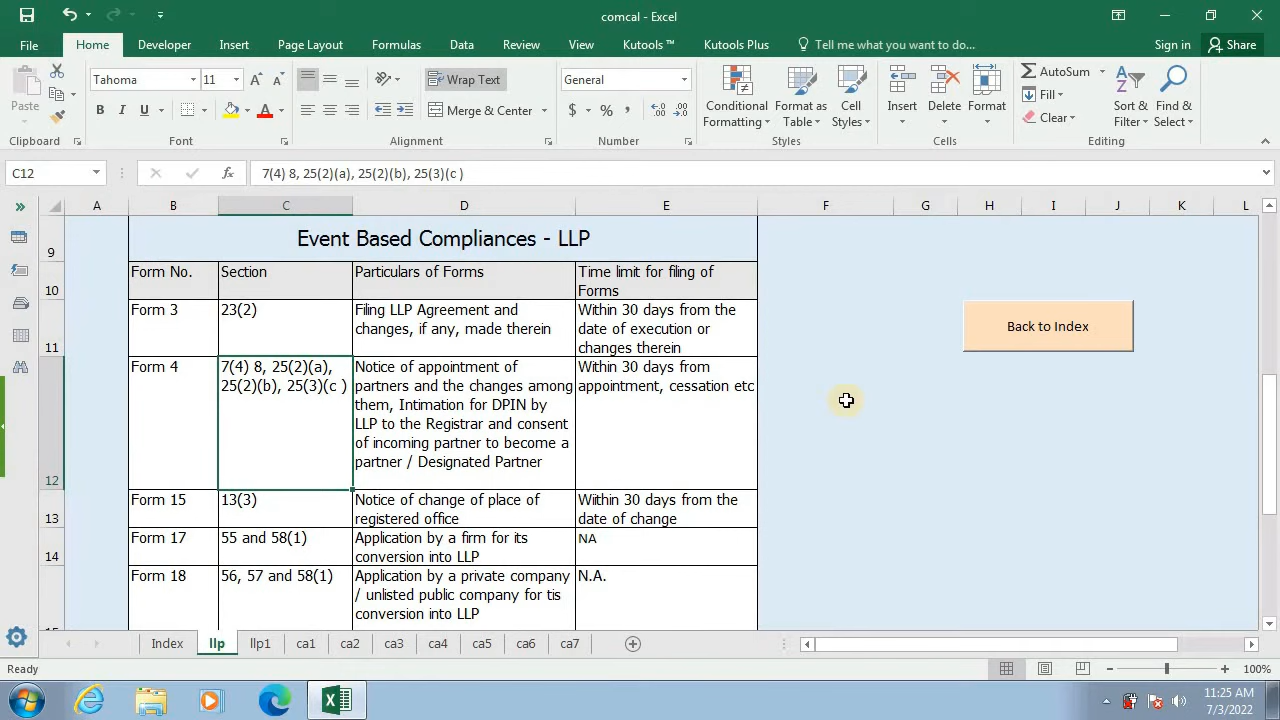 comcal - Excel
File Home Developer Insert Page Layout Formulas Data Review View Kutools ™ Kutools Plus Tell me what you want to do... Sign in Share
Paste
Clipboard
Tahoma 11
B I U
Font
Wrap Text
Merge & Center
Alignment
General
$ % ,
Number
Conditional Formatting
Format as Table
Cell Styles
Styles
Insert Delete Format
Cells
AutoSum
Fill
Clear
Sort & Filter
Find & Select
Editing
C12 fx 7(4) 8, 25(2)(a), 25(2)(b), 25(3)(c )
A B C D E F G H I J K L
9 Event Based Compliances - LLP
Form No. Section Particulars of Forms Time limit for filing of
10 Forms
Form 3 23(2) Filing LLP Agreement and Within 30 days from the
changes, if any, made therein date of execution or
11 changes therein
Form 4 7(4) 8, 25(2)(a), Notice of appointment of Within 30 days from
25(2)(b), 25(3)(c ) partners and the changes among appointment, cessation etc
them, Intimation for DPIN by
LLP to the Registrar and consent
of incoming partner to become a
partner / Designated Partner
12
Form 15 13(3) Notice of change of place of Within 30 days from the
13 registered office date of change
Form 17 55 and 58(1) Application by a firm for its NA
14 conversion into LLP
Form 18 56, 57 and 58(1) Application by a private company N.A.
/ unlisted public company for tis
conversion into LLP
Back to Index
Index llp llp1 ca1 ca2 ca3 ca4 ca5 ca6 ca7
Ready 100%
11:25 AM
7/3/2022